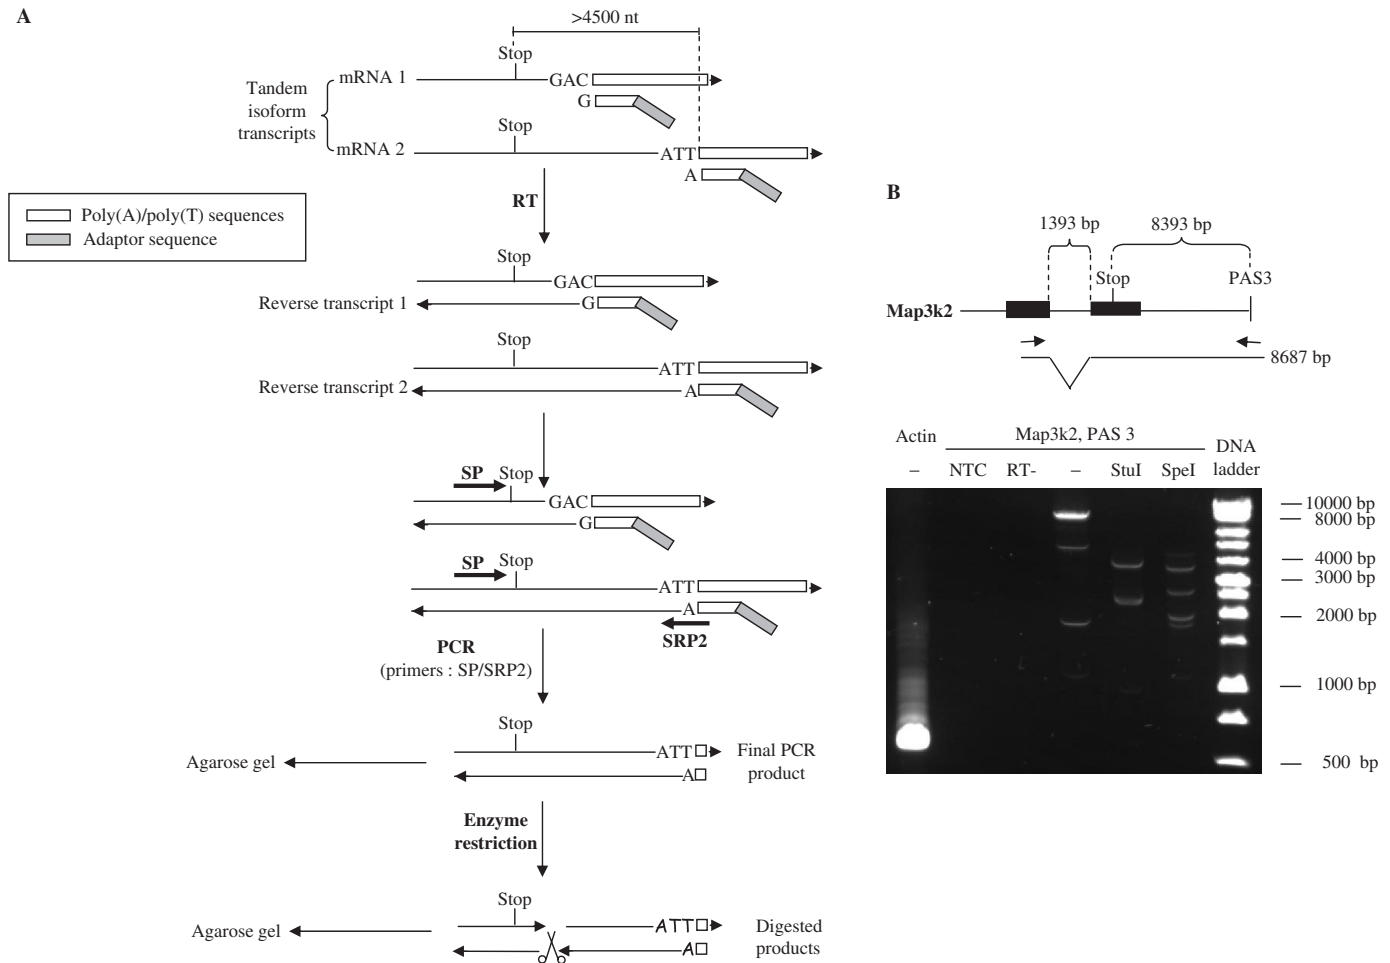 A
>4500 nt
Stop
Tandem
isoform
transcripts
mRNA 1
GAC
G
Stop
mRNA 2
ATT
A
RT
Poly(A)/poly(T) sequences
Adaptor sequence
Stop
GAC
Reverse transcript 1
G
Stop
ATT
Reverse transcript 2
A
SP
Stop
GAC
G
SP
Stop
ATT
A
SRP2
PCR
(primers : SP/SRP2)
Stop
ATT
Final PCR
product
Agarose gel
A
Enzyme
restriction
Stop
ATT
Digested
products
Agarose gel
A
B
1393 bp
8393 bp
Stop
PAS3
Map3k2
8687 bp
Actin
Map3k2, PAS 3
DNA
ladder
– NTC RT- – StuI SpeI
10000 bp
8000 bp
4000 bp
3000 bp
2000 bp
1000 bp
500 bp